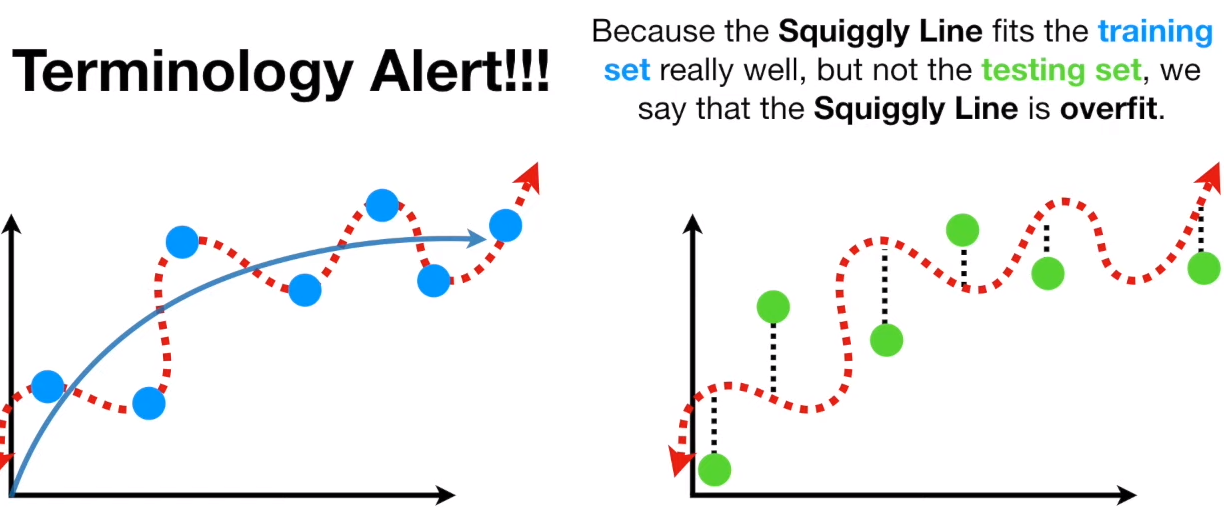 Terminology Alert!!!
Because the Squiggly Line fits the training
set really well, but not the testing set, we
say that the Squiggly Line is overfit.